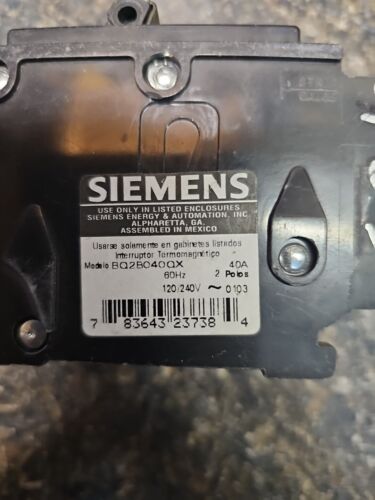 SIEMENS
USE ONLY IN LISTED ENCLOSURES
SIEMENS ENERGY & AUTOMATION, INC.
ALPHARETTA, GA.
ASSEMBLED IN MEXICO
Usarse solamente en gabinetes listados
Interruptor Termomagnético
Modelo BQ2B040QX 40A
60Hz 2 Polos
120/240V ~ 0103
7 83643 23738 4